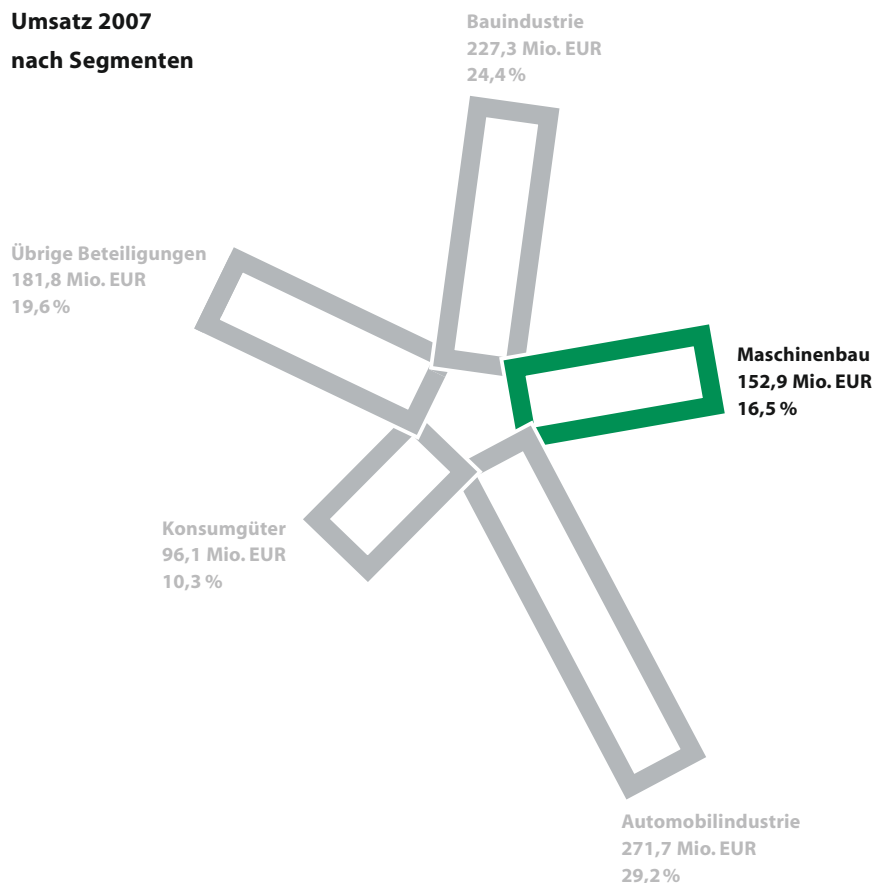 Umsatz 2007
nach Segmenten
Bauindustrie
227,3 Mio. EUR
24,4 %
Übrige Beteiligungen
181,8 Mio. EUR
19,6 %
Maschinenbau
152,9 Mio. EUR
16,5 %
Konsumgüter
96,1 Mio. EUR
10,3 %
Automobilindustrie
271,7 Mio. EUR
29,2 %